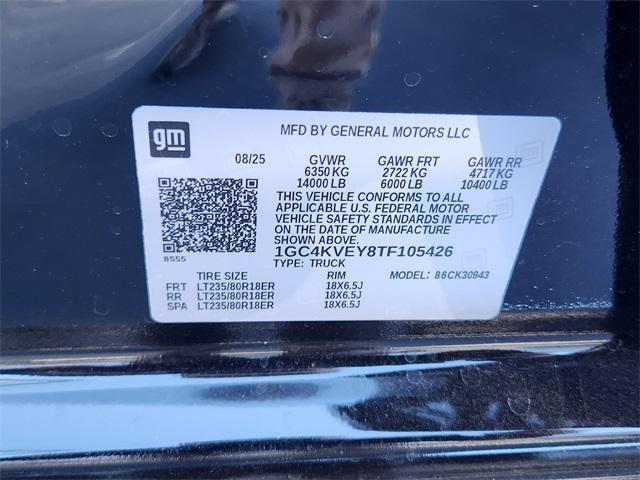 gm
MFD BY GENERAL MOTORS LLC
08/25 GVWR GAWR FRT GAWR RR
6350 KG 2722 KG 4717 KG
14000 LB 6000 LB 10400 LB
THIS VEHICLE CONFORMS TO ALL
APPLICABLE U.S. FEDERAL MOTOR
VEHICLE SAFETY STANDARDS IN EFFECT
ON THE DATE OF MANUFACTURE
SHOWN ABOVE.
8555
1GC4KVEY8TF105426
TYPE: TRUCK
MODEL: 86CK30943
TIRE SIZE RIM
FRT LT235/80R18ER 18X6.5J
RR LT235/80R18ER 18X6.5J
SPA LT235/80R18ER 18X6.5J